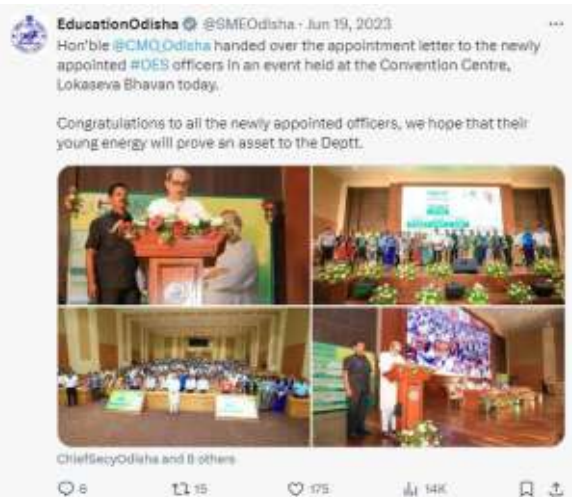 EducationOdisha @SMEOdisha · Jun 19, 2023
Hon'ble @CMO_Odisha handed over the appointment letter to the newly
appointed #OES officers in an event held at the Convention Centre,
Lokaseva Bhavan today.
Congratulations to all the newly appointed officers, we hope that their
young energy will prove an asset to the Deptt.
ChiefSecyOdisha and 8 others
6 15 175 14K